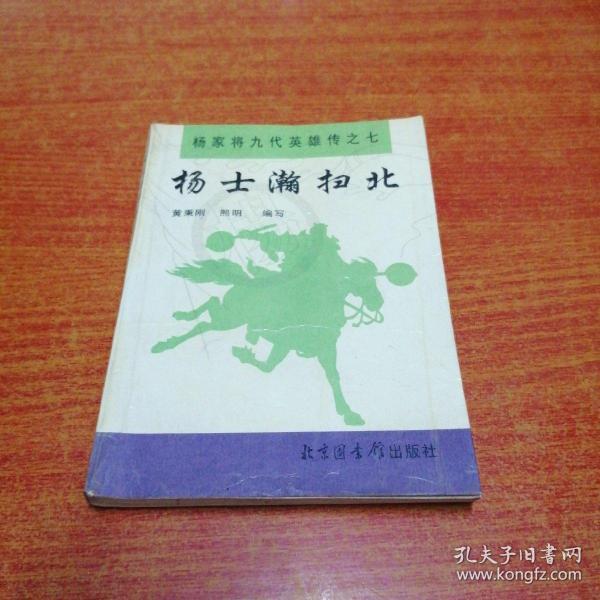 杨家将九代英雄传之七
杨士瀚扫北
黄秉刚 熙明 编写
北京图书馆出版社
孔夫子旧书网
www.kongfz.com